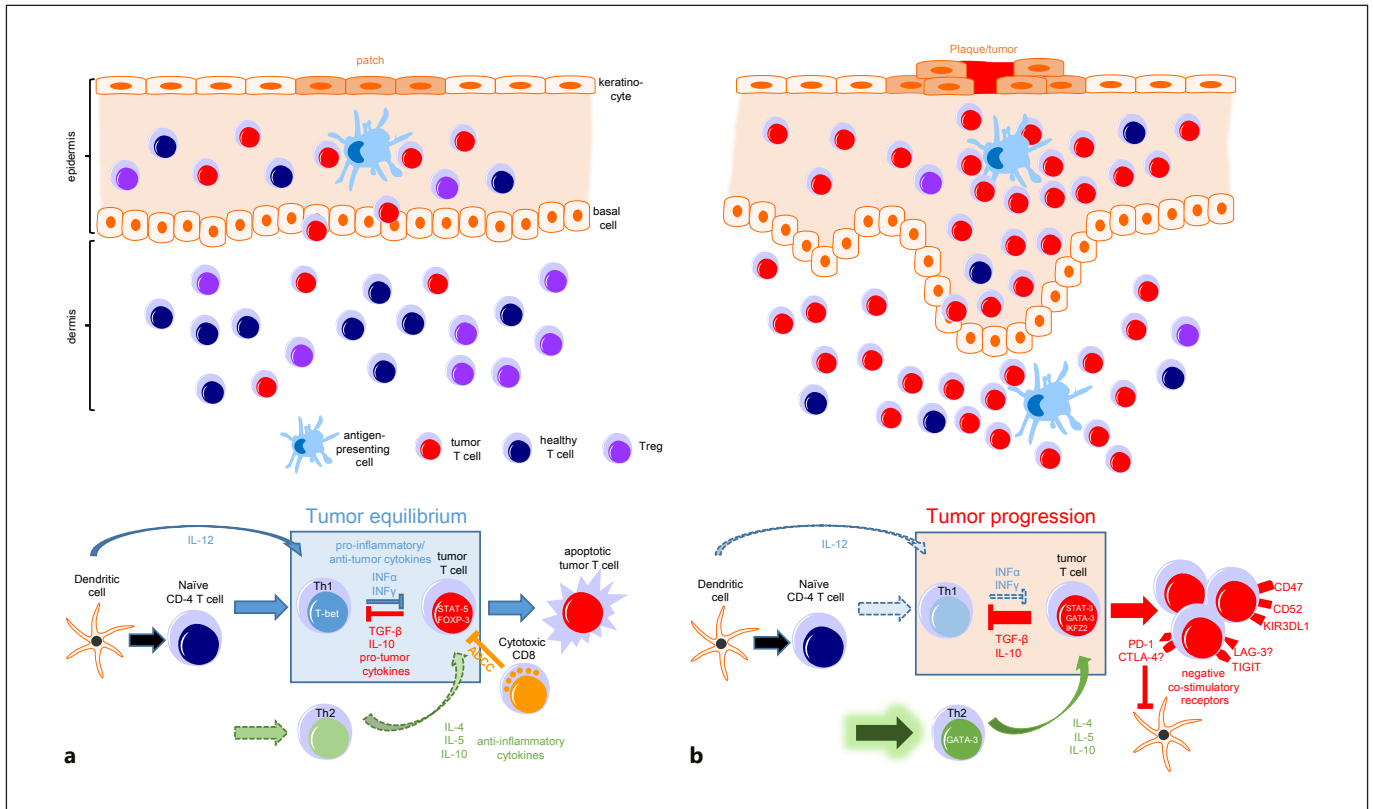 patch
keratino-
cyte
epidermis
basal
cell
dermis
antigen-
presenting
cell
tumor
T cell
healthy
T cell
Treg
Plaque/tumor
Tumor equilibrium
IL-12
pro-inflammatory/
anti-tumor cytokines
tumor
T cell
apoptotic
tumor T cell
Dendritic
cell
Naïve
CD-4 T cell
Th1
T-bet
INFα
INFγ
STAT-5
FOXP-3
TGF-β
IL-10
pro-tumor
cytokines
ADCC
Cytotoxic
CD8
Th2
IL-4
IL-5
IL-10
anti-inflammatory
cytokines
a
Tumor progression
IL-12
tumor
T cell
Dendritic
cell
Naïve
CD-4 T cell
Th1
INFα
INFγ
STAT-3
GATA-3
IKFZ2
TGF-β
IL-10
CD47
CD52
KIR3DL1
PD-1
CTLA-4?
LAG-3?
TIGIT
negative
co-stimulatory
receptors
Th2
GATA-3
IL-4
IL-5
IL-10
b